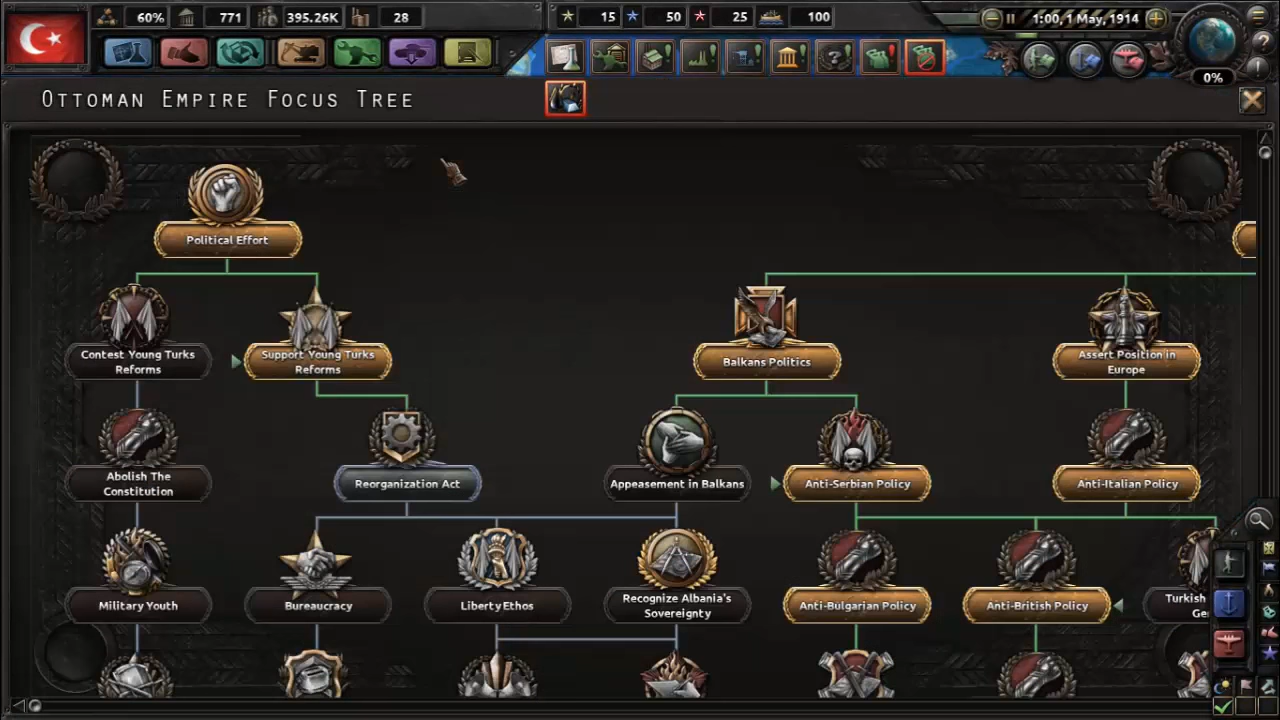 60%
771
395.26K
28
15
50
25
100
1:00, 1 May, 1914
0%
Ottoman Empire Focus Tree
Political Effort
Contest Young Turks
Reforms
Support Young Turks
Reforms
Balkans Politics
Assert Position in
Europe
Abolish The
Constitution
Reorganization Act
Appeasement in Balkans
Anti-Serbian Policy
Anti-Italian Policy
Military Youth
Bureaucracy
Liberty Ethos
Recognize Albania's
Sovereignty
Anti-Bulgarian Policy
Anti-British Policy
Turkish
Ger